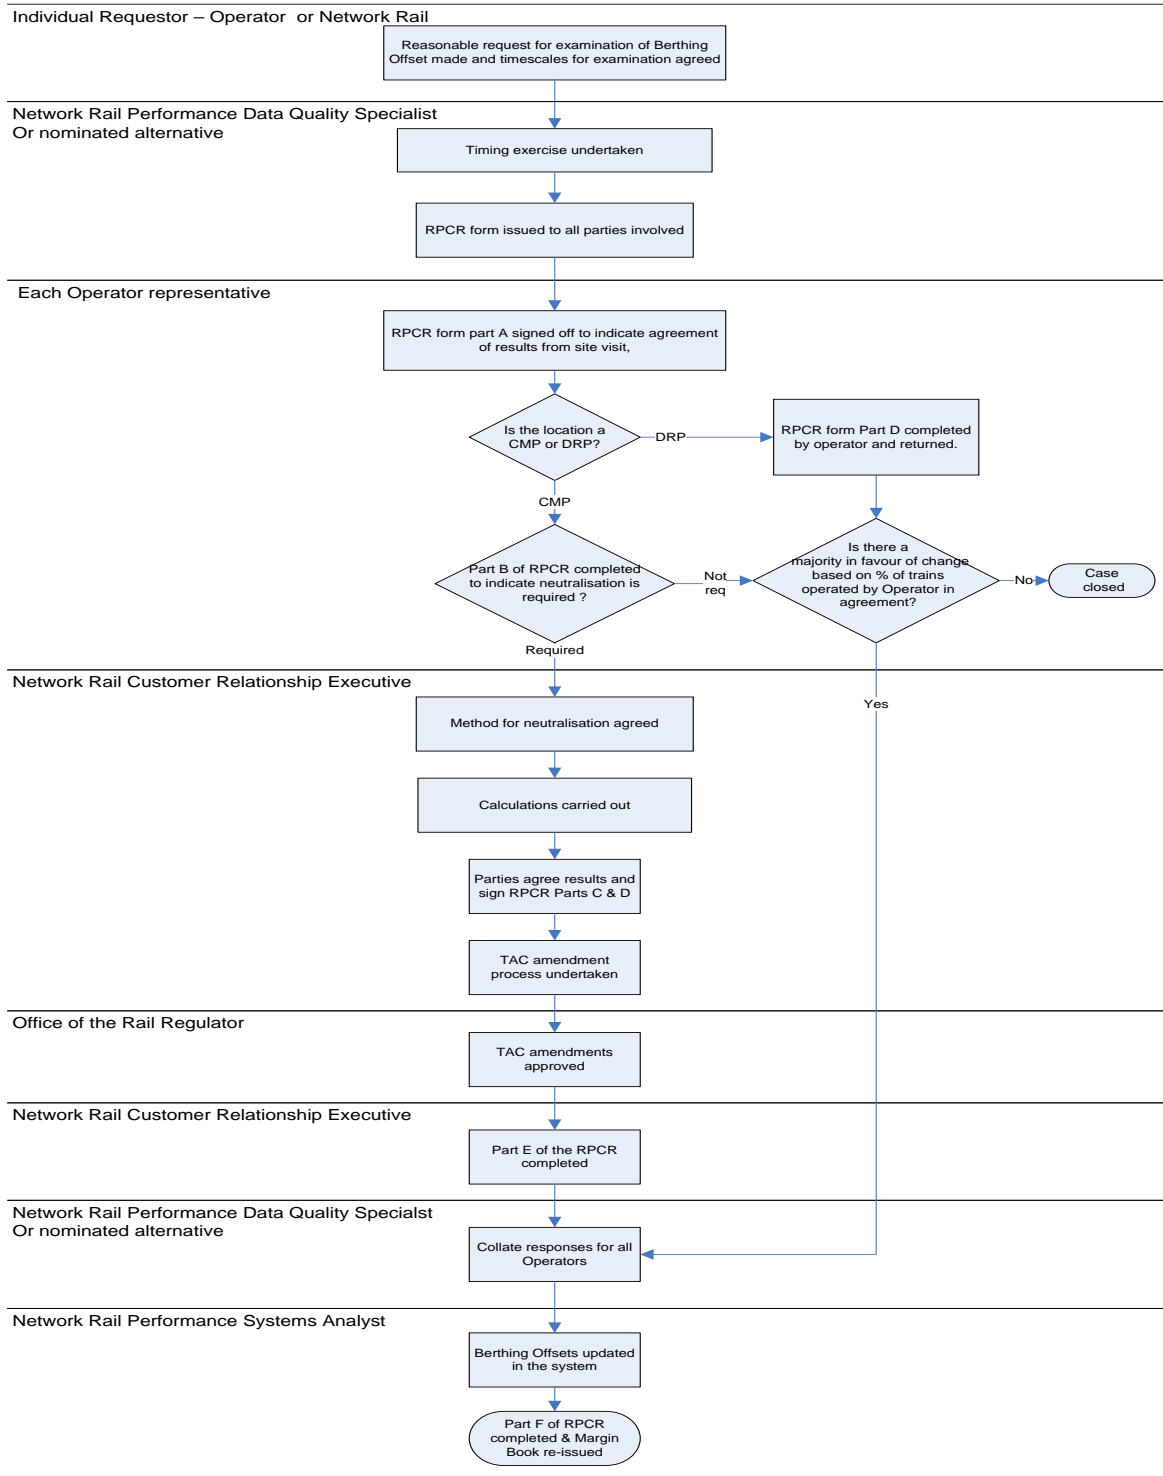 Individual Requestor – Operator  or Network Rail
Reasonable request for examination of Berthing
Offset made and timescales for examination agreed
Network Rail Performance Data Quality Specialist
Or nominated alternative
Timing exercise undertaken
RPCR form issued to all parties involved
Each Operator representative
RPCR form part A signed off to indicate agreement
of results from site visit,
Is the location a
CMP or DRP?
DRP
RPCR form Part D completed
by operator and returned.
CMP
Part B of RPCR completed
to indicate neutralisation is
required ?
Not
req
Is there a
majority in favour of change
based on % of trains
operated by Operator in
agreement?
No
Case
closed
Required
Network Rail Customer Relationship Executive
Yes
Method for neutralisation agreed
Calculations carried out
Parties agree results and
sign RPCR Parts C & D
TAC amendment
process undertaken
Office of the Rail Regulator
TAC amendments
approved
Network Rail Customer Relationship Executive
Part E of the RPCR
completed
Network Rail Performance Data Quality Specialst
Or nominated alternative
Collate responses for all
Operators
Network Rail Performance Systems Analyst
Berthing Offsets updated
in the system
Part F of RPCR
completed & Margin
Book re-issued